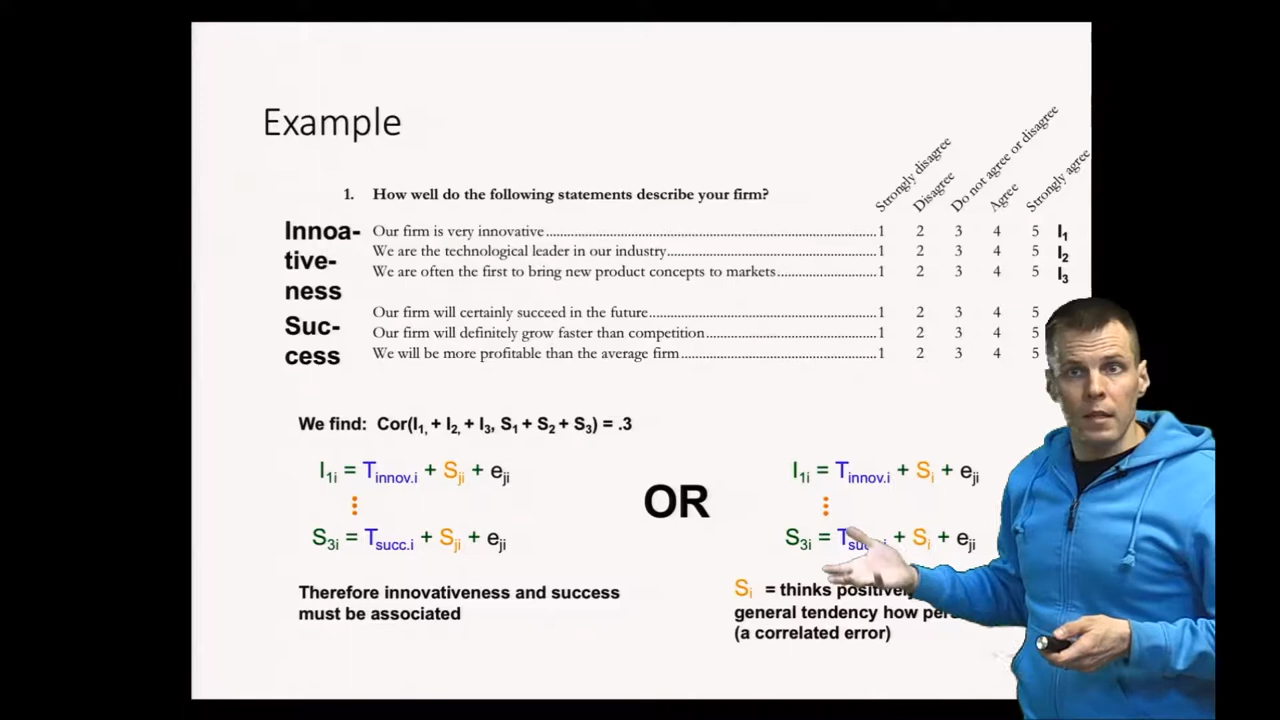 Example
Strongly disagree
Disagree
Do not agree or disagree
Agree
Strongly agree
1. How well do the following statements describe your firm?
Innoa-
tive-
ness
Our firm is very innovative 1 2 3 4 5 I1
We are the technological leader in our industry 1 2 3 4 5 I2
We are often the first to bring new product concepts to markets 1 2 3 4 5 I3
Suc-
cess
Our firm will certainly succeed in the future 1 2 3 4 5
Our firm will definitely grow faster than competition 1 2 3 4 5
We will be more profitable than the average firm 1 2 3 4 5
We find: Cor(I1, + I2, + I3, S1 + S2 + S3) = .3
I1i = Tinnov.i + Sji + eji
⋮
S3i = Tsucc.i + Sji + eji
Therefore innovativeness and success
must be associated
OR
I1i = Tinnov.i + Si + eji
⋮
S3i = + Si + eji
Si = thinks
general tendency how
(a correlated error)